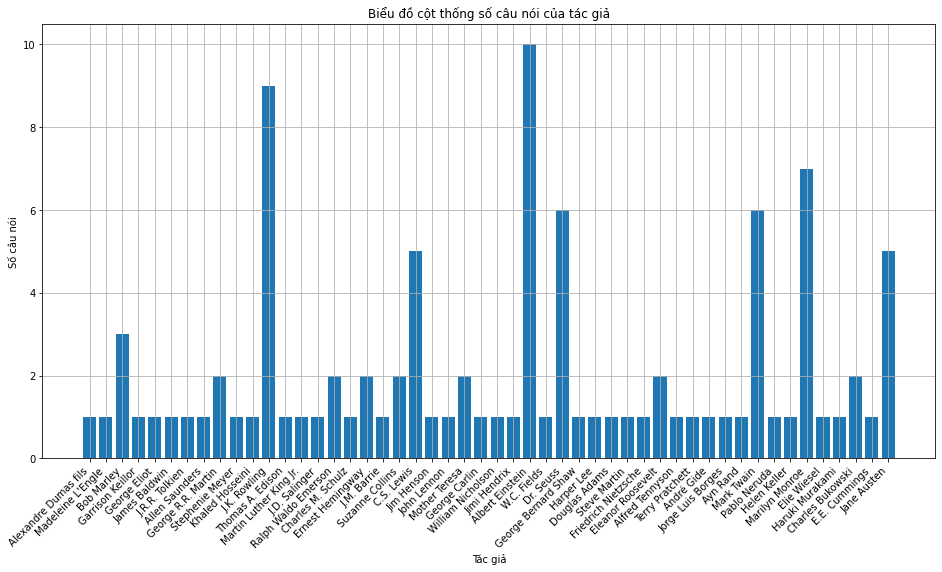 Biểu đồ cột thống số câu nói của tác giả
Số câu nói
10
8
6
4
2
0
Alexandre Dumas fils
Madeleine L'Engle
Bob Marley
Garrison Keillor
George Eliot
James Baldwin
J.R.R. Tolkien
Allen Saunders
George R.R. Martin
Stephenie Meyer
Khaled Hosseini
J.K. Rowling
Thomas A. Edison
Martin Luther King Jr.
J.D. Salinger
Ralph Waldo Emerson
Charles M. Schulz
Ernest Hemingway
J.M. Barrie
Suzanne Collins
C.S. Lewis
Jim Henson
John Lennon
Mother Teresa
George Carlin
William Nicholson
Jimi Hendrix
Albert Einstein
W.C. Fields
Dr. Seuss
George Bernard Shaw
Harper Lee
Douglas Adams
Steve Martin
Friedrich Nietzsche
Eleanor Roosevelt
Alfred Tennyson
Terry Pratchett
André Gide
Jorge Luis Borges
Ayn Rand
Mark Twain
Pablo Neruda
Helen Keller
Marilyn Monroe
Elie Wiesel
Haruki Murakami
Charles Bukowski
E.E. Cummings
Jane Austen
Tác giả